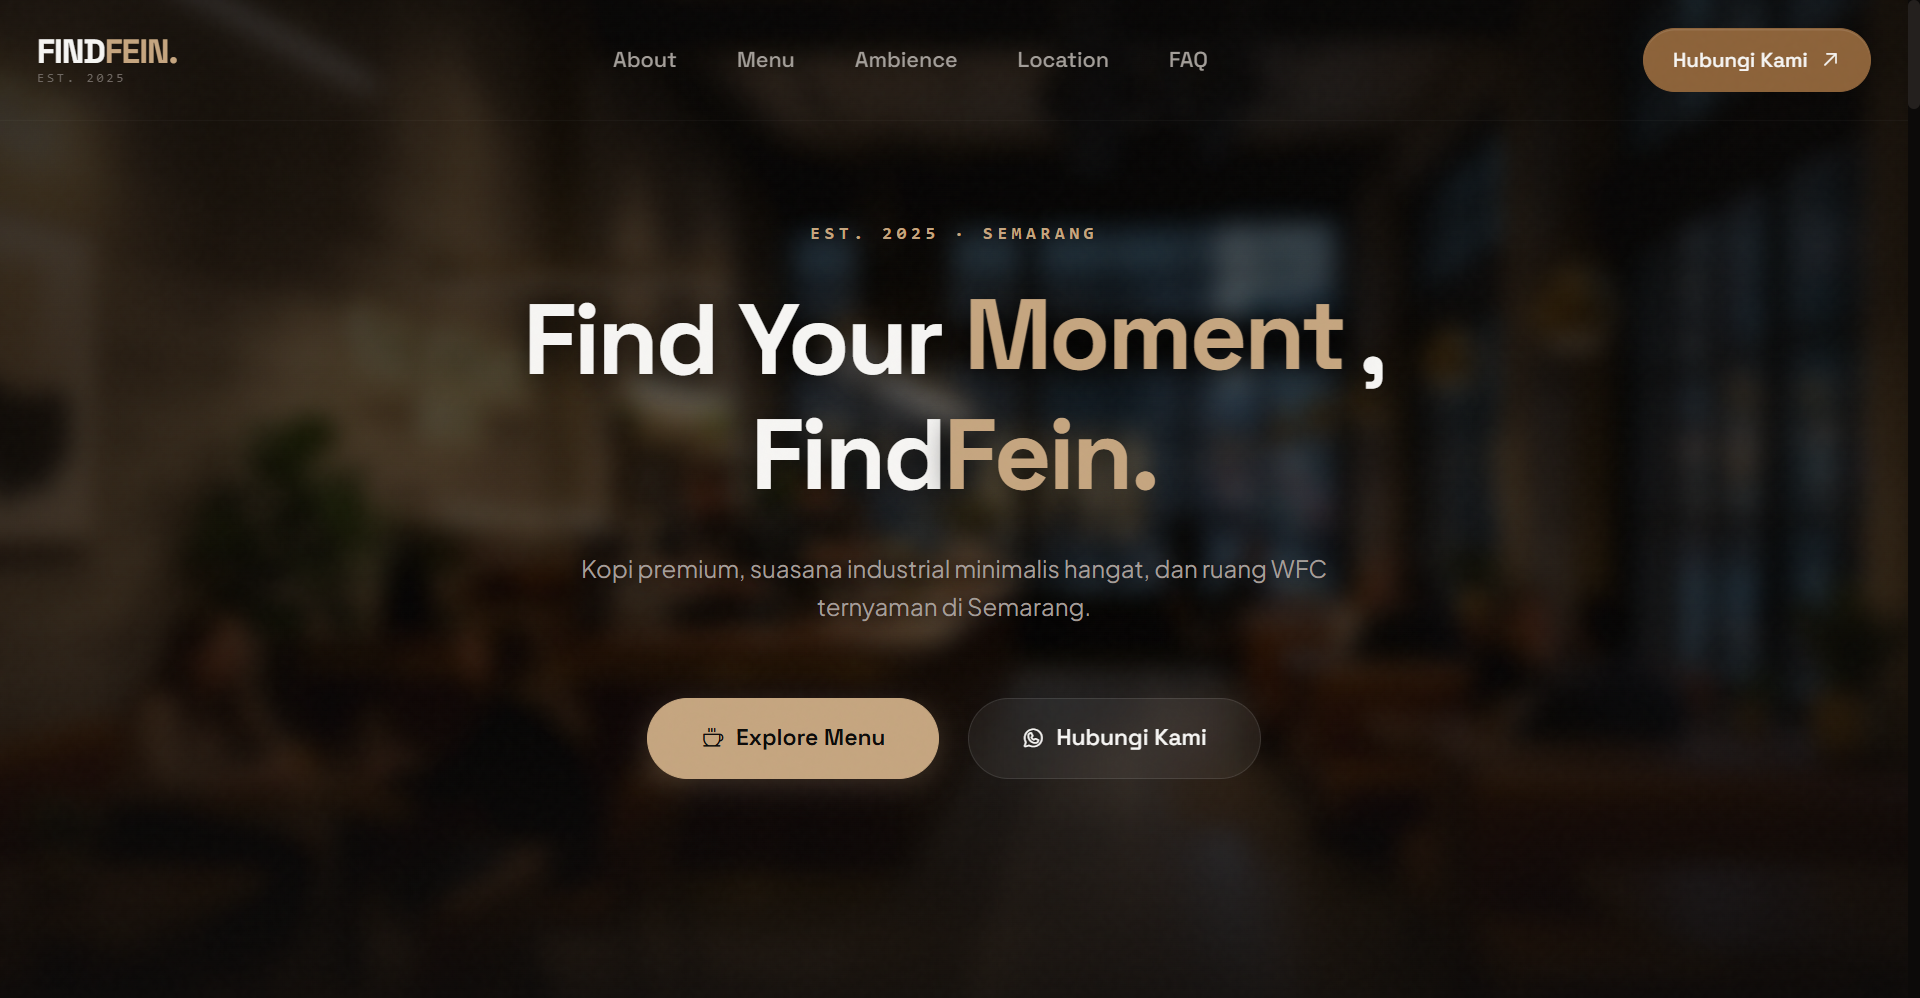 FINDFEIN.
EST. 2025
About
Menu
Ambience
Location
FAQ
Hubungi Kami
EST. 2025 · SEMARANG
Find Your Moment ,
FindFein.
Kopi premium, suasana industrial minimalis hangat, dan ruang WFC
ternyaman di Semarang.
Explore Menu
Hubungi Kami